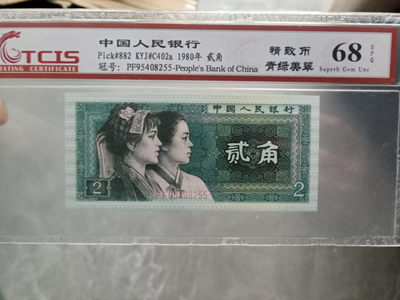 TCIS
RATING CERTIFICATE
中国人民银行
Pick#882 KYJ#C402a 1980年 贰角
冠号: PF95408255-People's Bank of China
精致币
青绿美翠
68
EPQ
Superb Gem Unc
中国人民银行
贰角
2
2
PF95408255